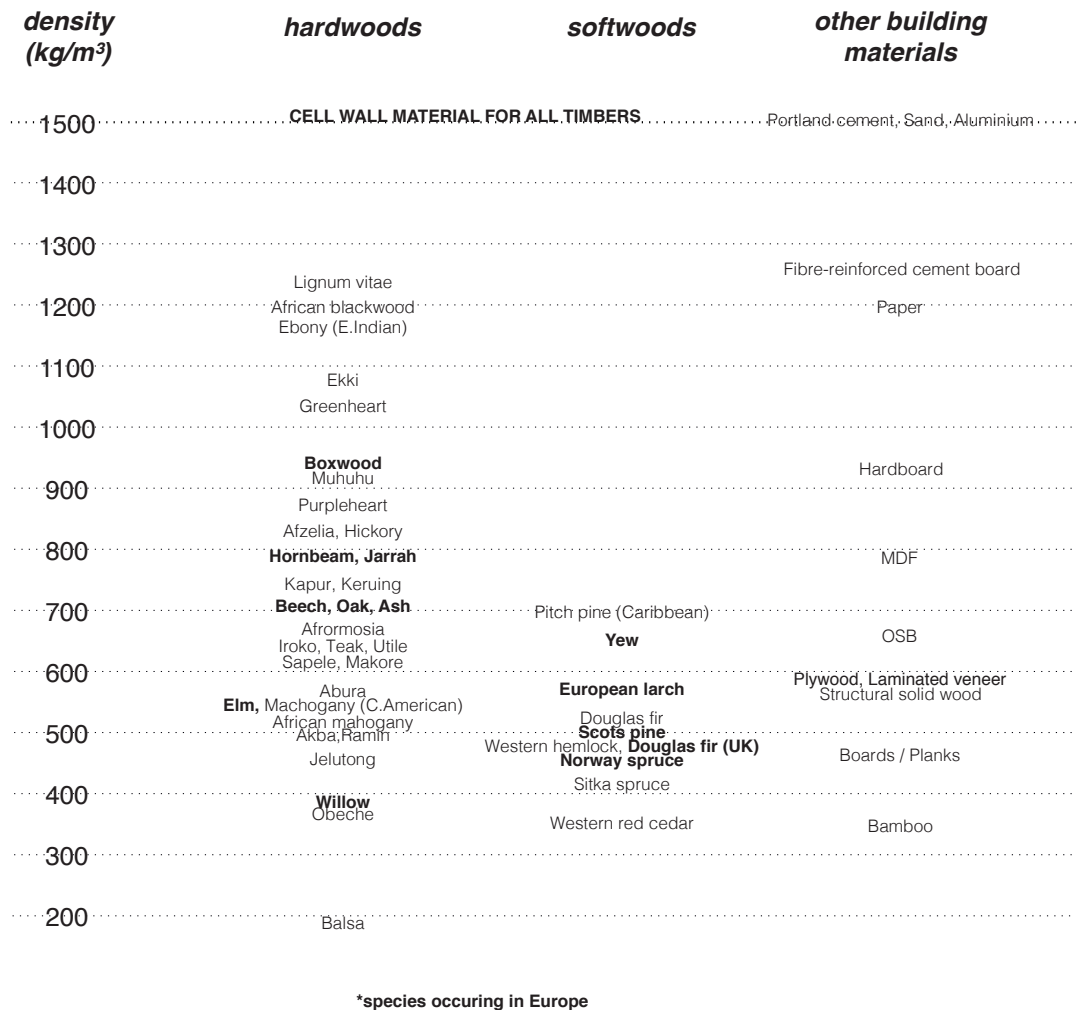 density
(kg/m³)
hardwoods
softwoods
other building
materials
1500
CELL WALL MATERIAL FOR ALL TIMBERS
Portland cement, Sand, Aluminium
1400
1300
Fibre-reinforced cement board
Lignum vitae
1200
African blackwood
Paper
Ebony (E.Indian)
1100
Ekki
Greenheart
1000
Boxwood
Hardboard
Muhuhu
900
Purpleheart
Afzelia, Hickory
800
Hornbeam, Jarrah
MDF
Kapur, Keruing
700
Beech, Oak, Ash
Pitch pine (Caribbean)
Afrormosia
OSB
Iroko, Teak, Utile
Yew
Sapele, Makore
600
Plywood, Laminated veneer
Abura
European larch
Structural solid wood
Elm, Machogany (C.American)
African mahogany
Douglas fir
500
Akba,Ramin
Scots pine
Western hemlock, Douglas fir (UK)
Jelutong
Norway spruce
Boards / Planks
Sitka spruce
400
Willow
Obeche
Western red cedar
Bamboo
300
200
Balsa
*species occuring in Europe